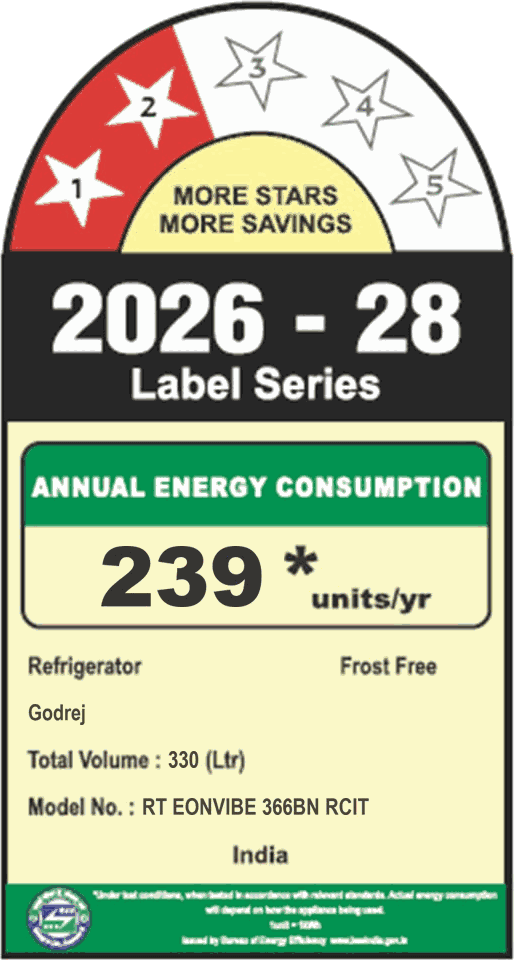 1 2 3 4 5
MORE STARS
MORE SAVINGS
2026 - 28
Label Series
ANNUAL ENERGY CONSUMPTION
239 * units/yr
Refrigerator Frost Free
Godrej
Total Volume : 330 (Ltr)
Model No. : RT EONVIBE 366BN RCIT
India
*Under test conditions, when tested in accordance with relevant standards. Actual energy consumption
will depend on how the appliance being used.
1unit = 1kWh
Issued by Bureau of Energy Efficiency www.beeindia.gov.in